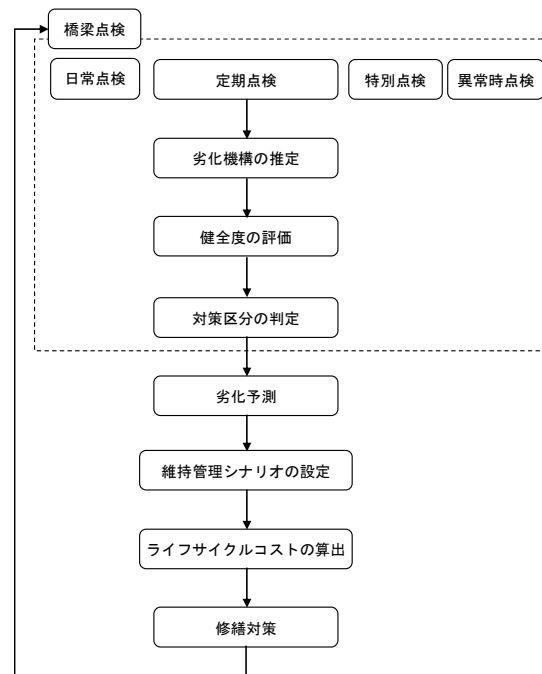 橋梁点検
日常点検
定期点検
特別点検
異常時点検
劣化機構の推定
健全度の評価
対策区分の判定
劣化予測
維持管理シナリオの設定
ライフサイクルコストの算出
修繕対策